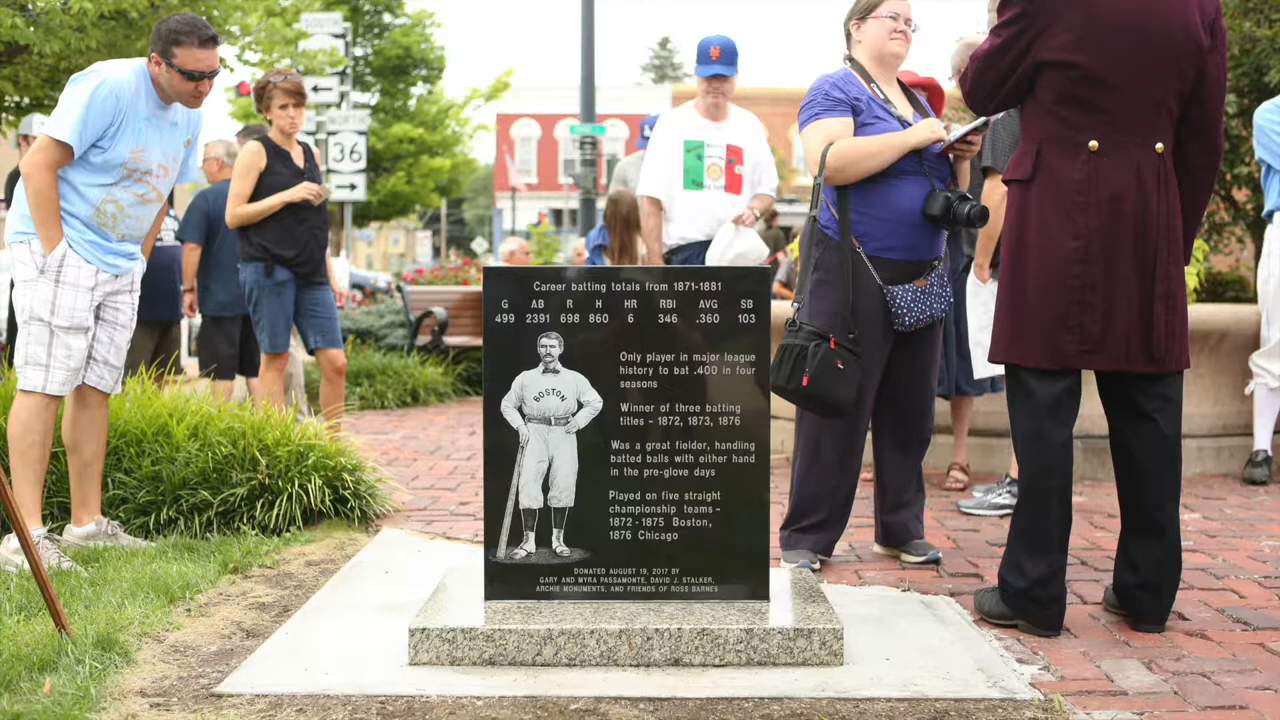 SOUTH
NORTH
36
Career batting totals from 1871-1881
G AB R H HR RBI AVG SB
499 2391 698 860 6 346 .360 103
Only player in major league
history to bat .400 in four
seasons
Winner of three batting
titles - 1872, 1873, 1876
Was a great fielder, handling
batted balls with either hand
in the pre-glove days
Played on five straight
championship teams -
1872-1875 Boston,
1876 Chicago
BOSTON
DONATED AUGUST 19, 2017 BY
GARY AND MYRA PASSAMONTE, DAVID J. STALKER,
ARCHIE MONUMENTS, AND FRIENDS OF ROSS BARNES